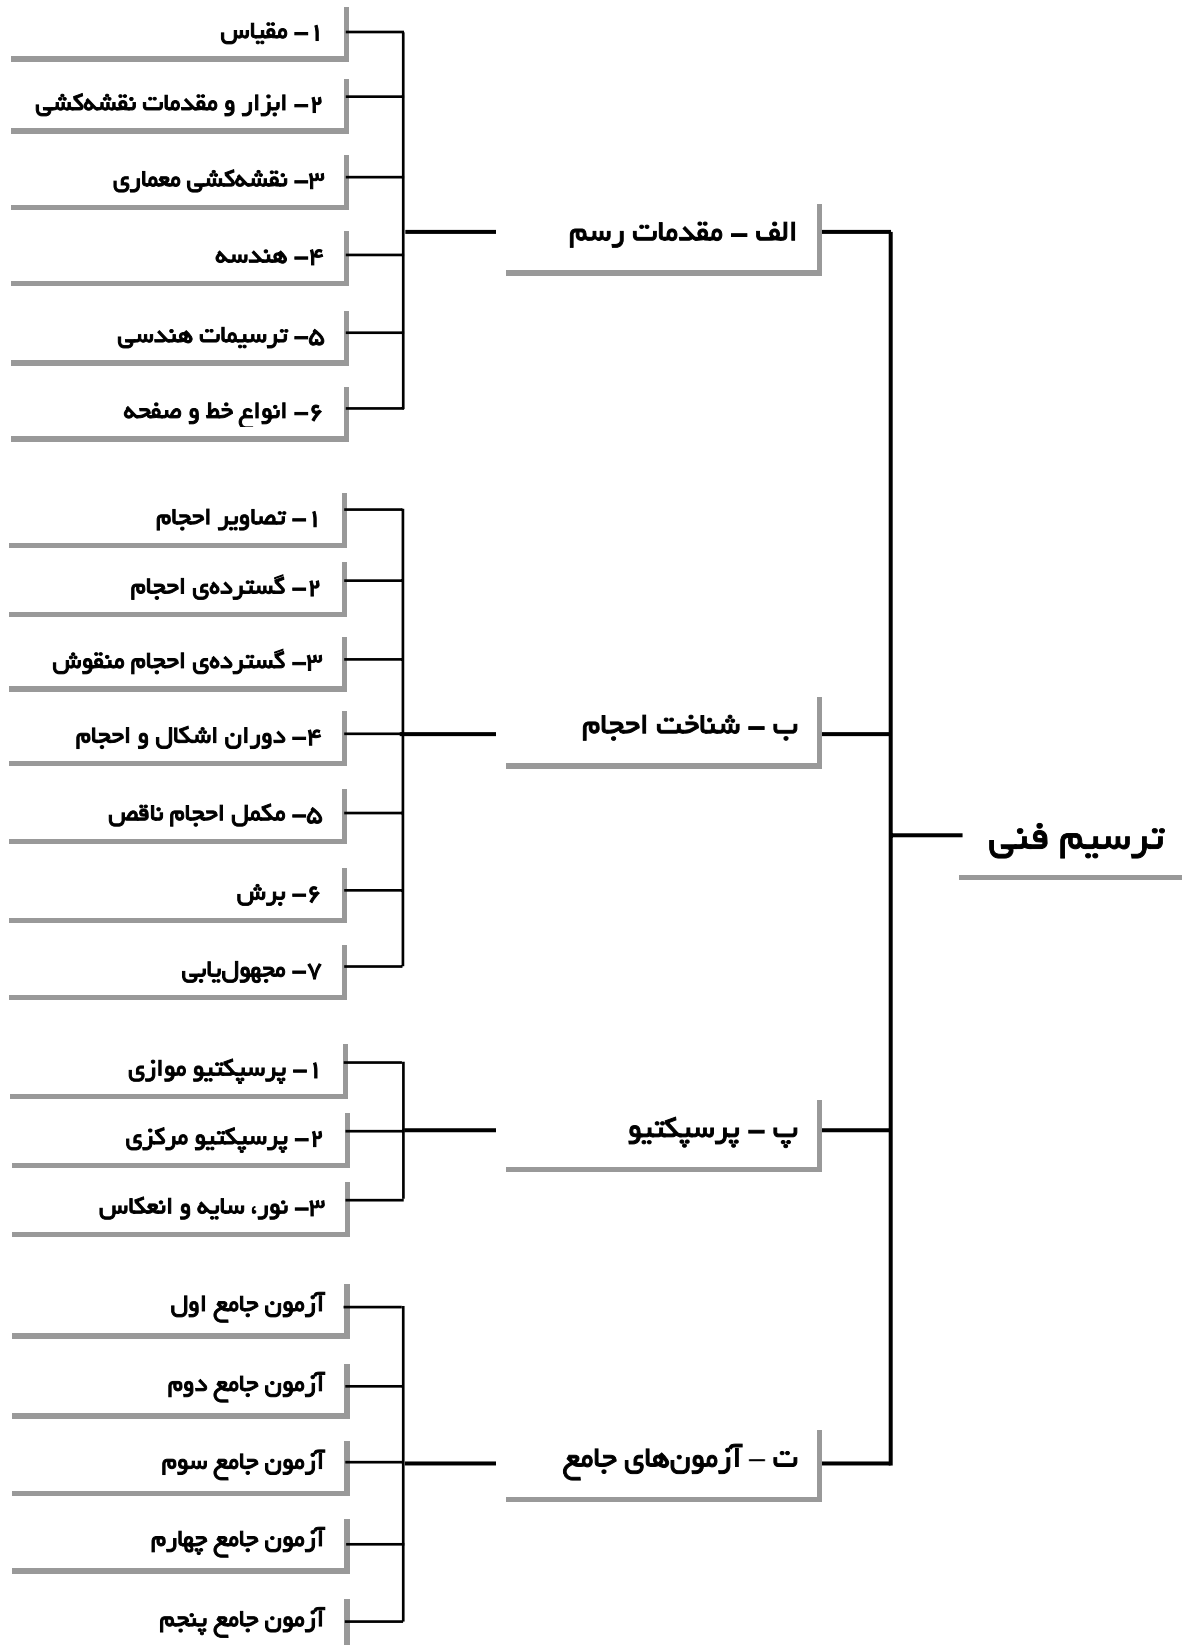 ترسیم فنی
الف - مقدمات رسم
۱- مقیاس
۲- ابزار و مقدمات نقشه‌کشی
۳- نقشه‌کشی معماری
۴- هندسه
۵- ترسیمات هندسی
۶- انواع خط و صفحه
ب - شناخت احجام
۱- تصاویر احجام
۲- گسترده‌ی احجام
۳- گسترده‌ی احجام منقوش
۴- دوران اشکال و احجام
۵- مکمل احجام ناقص
۶- برش
۷- مجهول‌یابی
پ - پرسپکتیو
۱- پرسپکتیو موازی
۲- پرسپکتیو مرکزی
۳- نور، سایه و انعکاس
ت - آزمون‌های جامع
آزمون جامع اول
آزمون جامع دوم
آزمون جامع سوم
آزمون جامع چهارم
آزمون جامع پنجم